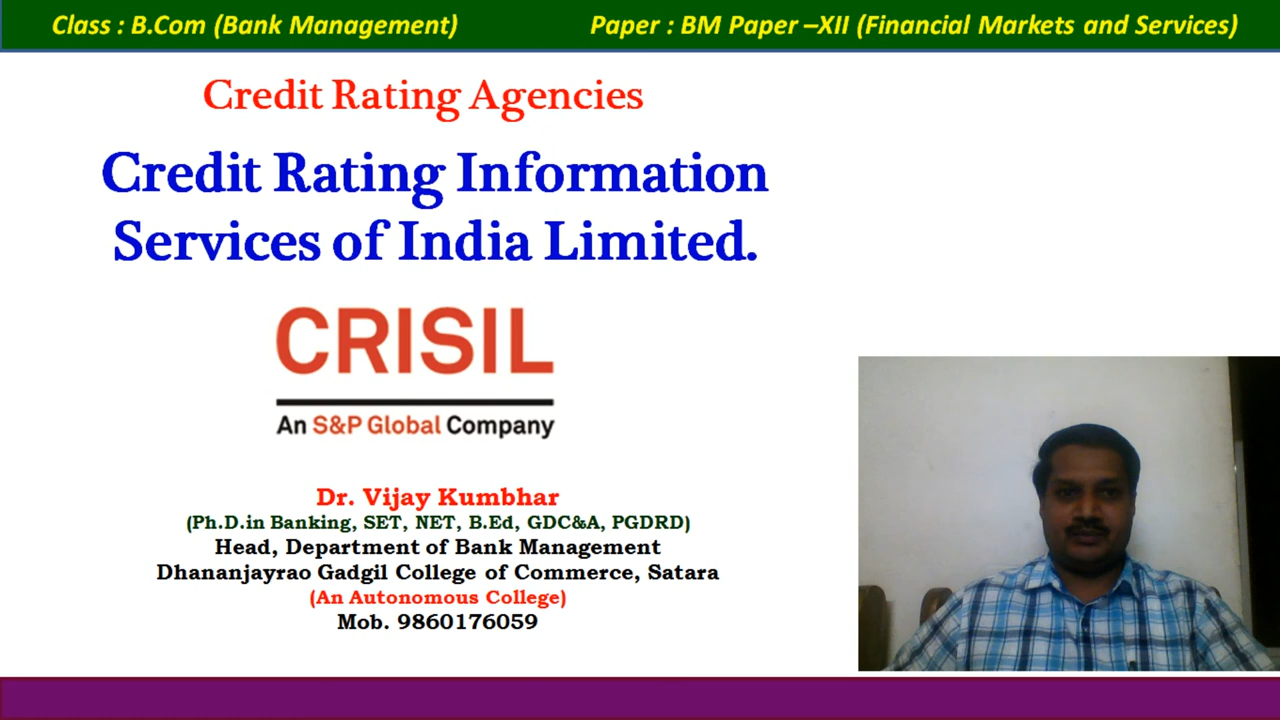 Class : B.Com (Bank Management) Paper : BM Paper –XII (Financial Markets and Services)
Credit Rating Agencies
Credit Rating Information
Services of India Limited.
CRISIL
An S&P Global Company
Dr. Vijay Kumbhar
(Ph.D.in Banking, SET, NET, B.Ed, GDC&A, PGDRD)
Head, Department of Bank Management
Dhananjayrao Gadgil College of Commerce, Satara
(An Autonomous College)
Mob. 9860176059